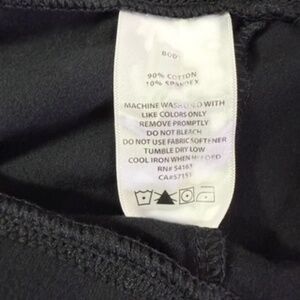 BODY
90% COTTON
10% SPANDEX
MACHINE WASH COLD WITH
LIKE COLORS ONLY
REMOVE PROMPTLY
DO NOT BLEACH
DO NOT USE FABRIC SOFTENER
TUMBLE DRY LOW
COOL IRON WHEN NEEDED
RN# 54163
CA#57151